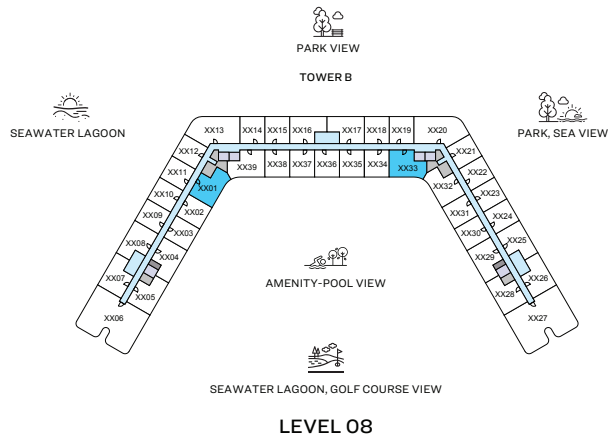 PARK VIEW
TOWER B
SEAWATER LAGOON
PARK, SEA VIEW
XX13
XX14
XX15
XX16
XX17
XX18
XX19
XX20
XX12
XX39
XX38
XX37
XX36
XX35
XX34
XX33
XX21
XX11
XX01
XX32
XX22
XX10
XX02
XX31
XX23
XX09
XX03
XX30
XX24
XX08
XX04
XX29
XX25
XX07
XX05
XX28
XX26
XX06
XX27
AMENITY-POOL VIEW
SEAWATER LAGOON, GOLF COURSE VIEW
LEVEL 08